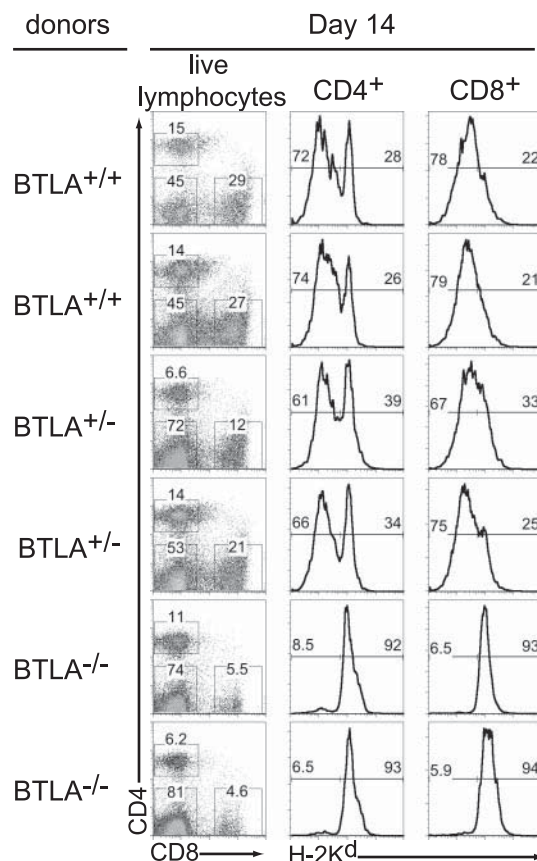 donors
Day 14
live
lymphocytes
CD4+
CD8+
BTLA+/+
15
45
29
72
28
78
22
BTLA+/+
14
45
27
74
26
79
21
BTLA+/-
6.6
72
12
61
39
67
33
BTLA+/-
14
53
21
66
34
75
25
BTLA-/-
11
74
5.5
8.5
92
6.5
93
BTLA-/-
6.2
81
4.6
6.5
93
5.9
94
CD4
CD8
H-2Kd